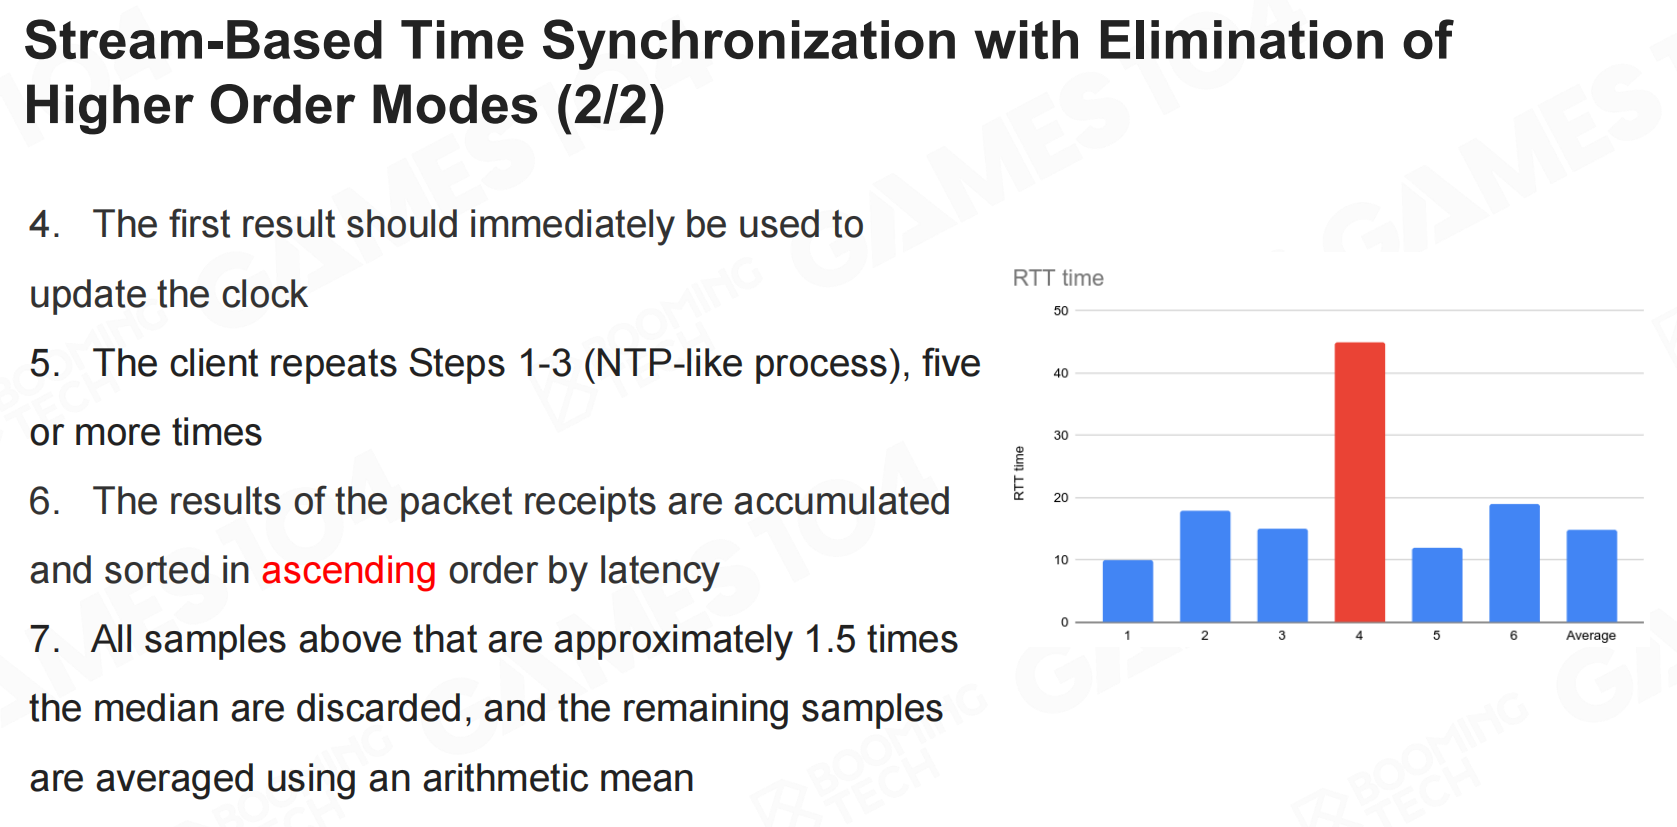 Stream-Based Time Synchronization with Elimination of
Higher Order Modes (2/2)
4. The first result should immediately be used to
update the clock
5. The client repeats Steps 1-3 (NTP-like process), five
or more times
6. The results of the packet receipts are accumulated
and sorted in ascending order by latency
7. All samples above that are approximately 1.5 times
the median are discarded, and the remaining samples
are averaged using an arithmetic mean
RTT time
RTT time
50
40
30
20
10
0
1 2 3 4 5 6 Average
GAMES104
BOOMING
TECH